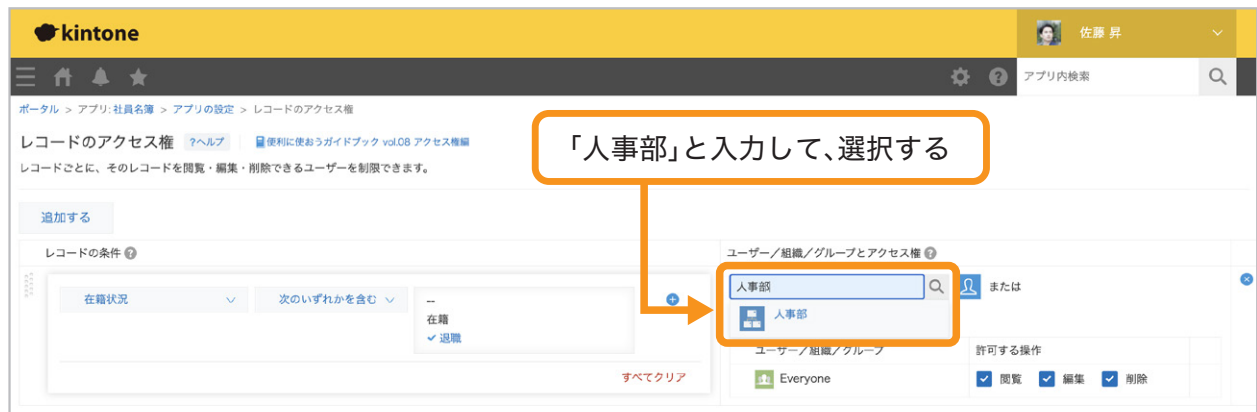 kintone
佐藤 昇
アプリ内検索
ポータル > アプリ: 社員名簿 > アプリの設定 > レコードのアクセス権
レコードのアクセス権 ?ヘルプ 便利に使おうガイドブック vol.08 アクセス権編
レコードごとに、そのレコードを閲覧・編集・削除できるユーザーを制限できます。
「人事部」と入力して、選択する
追加する
レコードの条件 ?
在籍状況
次のいずれかを含む
--
在籍
退職
すべてクリア
ユーザー/組織/グループとアクセス権 ?
人事部
または
人事部
ユーザー/組織/グループ
許可する操作
Everyone
閲覧 編集 削除